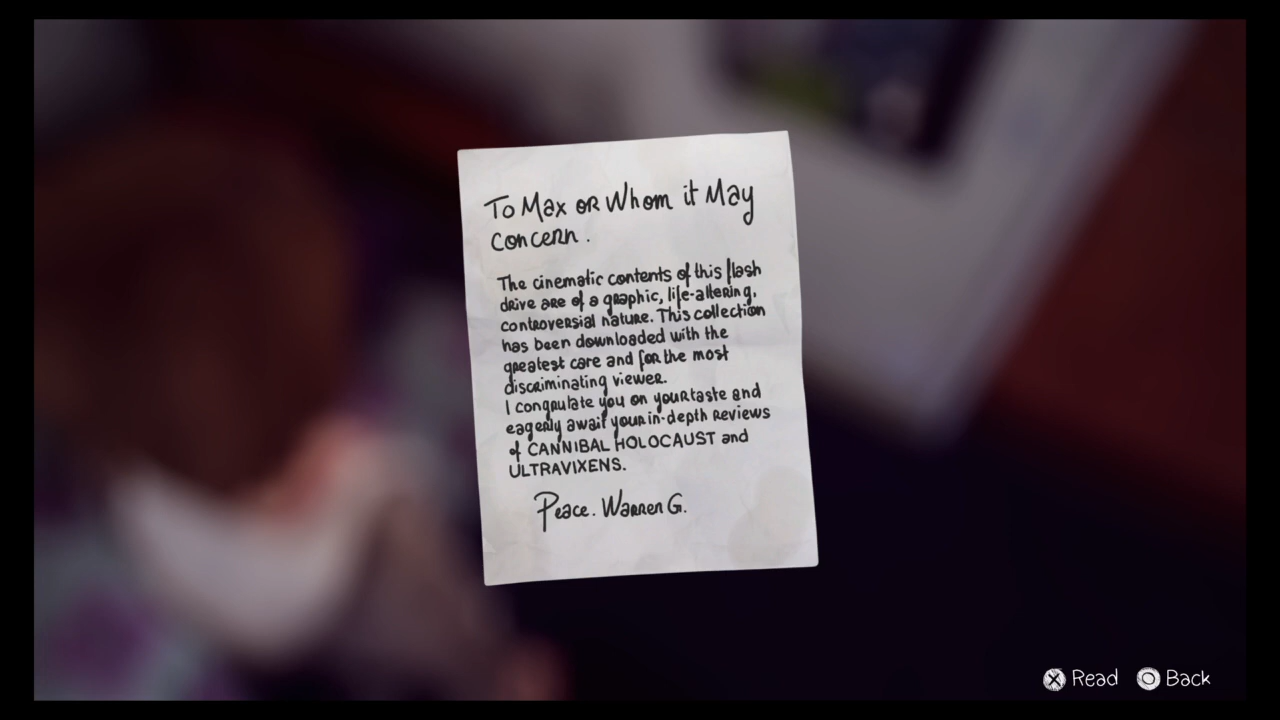 To Max or Whom it May
concern.
The cinematic contents of this flash
drive are of a graphic, life-altering,
controversial nature. This collection
has been downloaded with the
greatest care and for the most
discriminating viewer.
I congrulate you on your taste and
eagerly await your in-depth reviews
of CANNIBAL HOLOCAUST and
ULTRAVIXENS.
Peace. Warren G.
Read Back